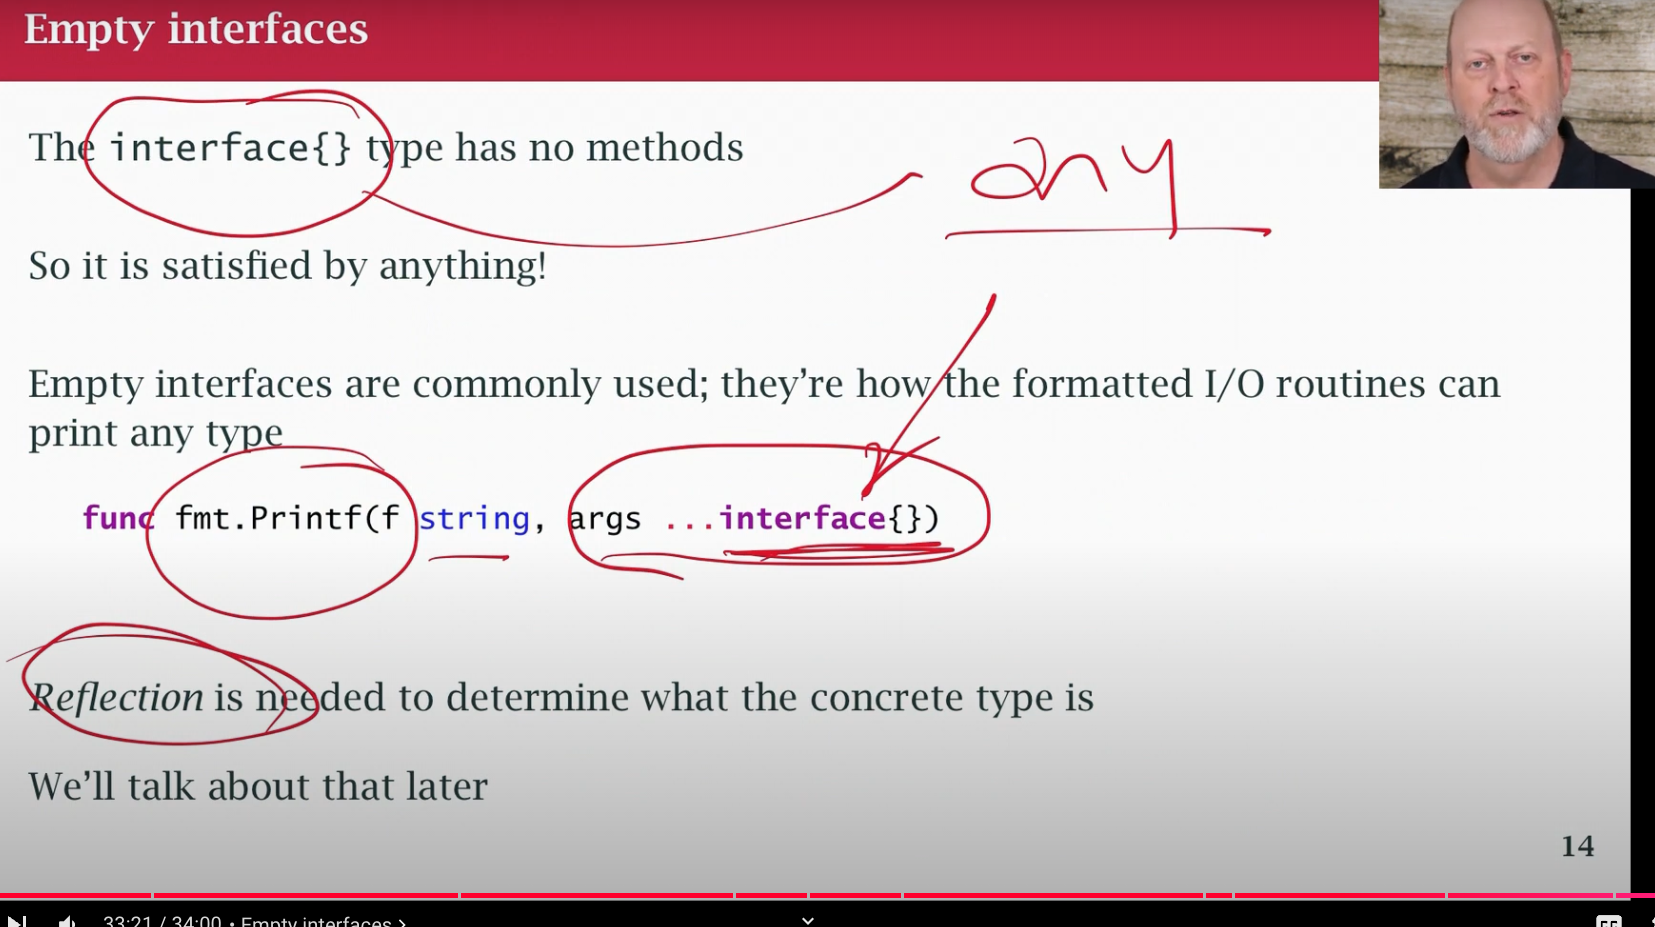 Empty interfaces
The interface{} type has no methods
any
So it is satisfied by anything!
Empty interfaces are commonly used; they're how the formatted I/O routines can
print any type
func fmt.Printf(f string, args ...interface{})
Reflection is needed to determine what the concrete type is
We'll talk about that later
14
33:21 / 34:00 • Empty interfaces >
CC